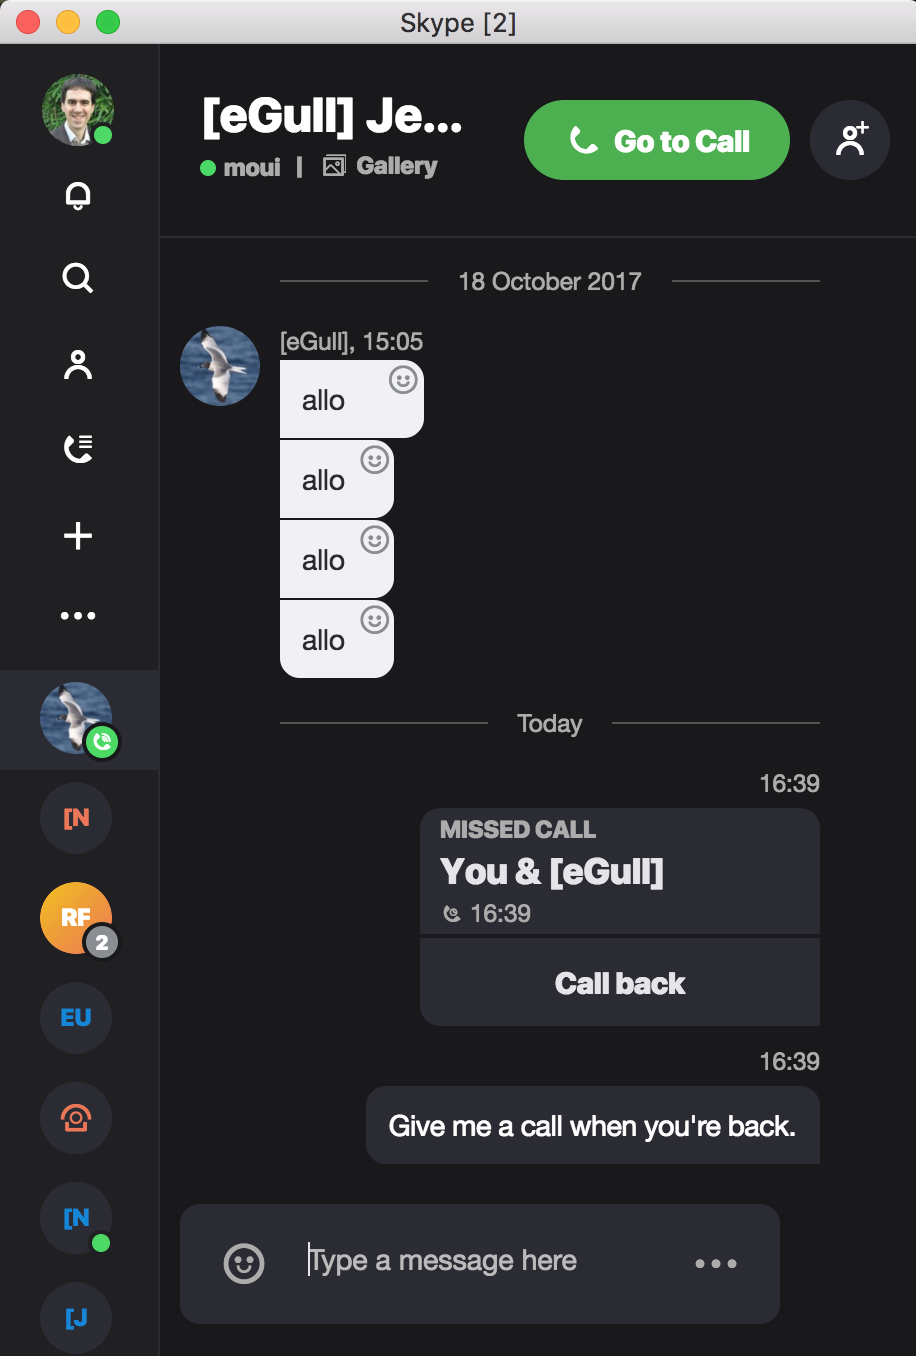 Skype [2]
[eGull] Je...
Go to Call
moui | Gallery
18 October 2017
[eGull], 15:05
allo
allo
allo
allo
Today
16:39
MISSED CALL
You & [eGull]
16:39
Call back
16:39
Give me a call when you're back.
Type a message here
[N
RF
2
EU
[N
[J